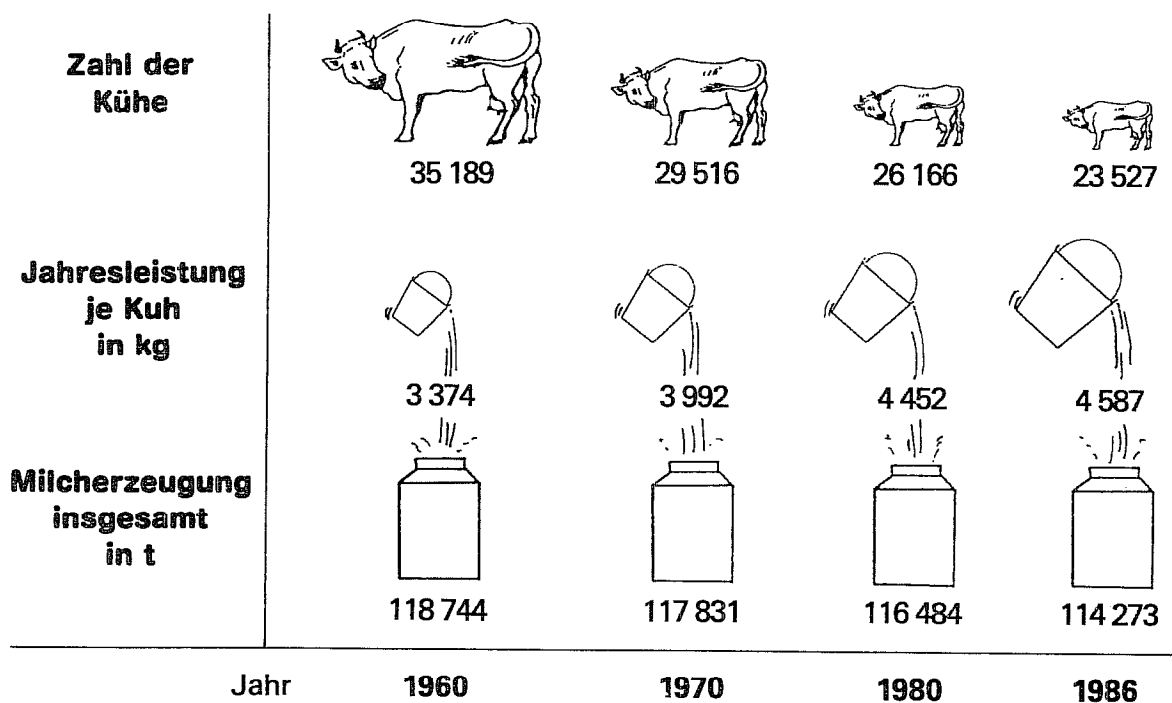 Zahl der
Kühe
35 189 29 516 26 166 23 527
Jahresleistung
je Kuh
in kg
3 374 3 992 4 452 4 587
Milcherzeugung
insgesamt
in t
118 744 117 831 116 484 114 273
Jahr 1960 1970 1980 1986